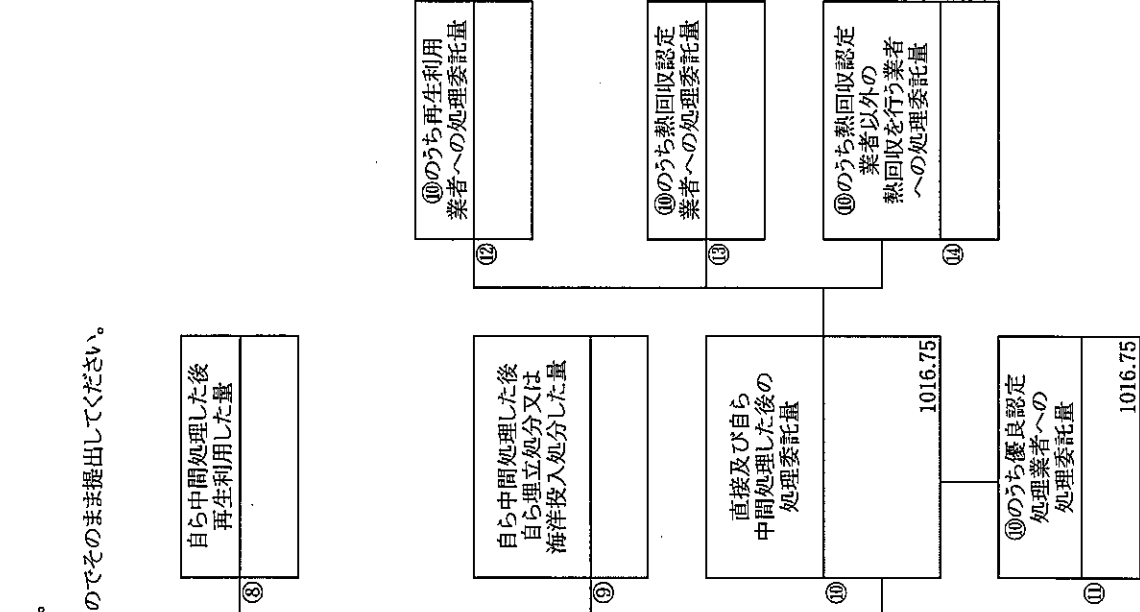 。
のでそのまま提出してください。
⑧
自ら中間処理した後
再生利用した量
⑨
自ら中間処理した後
自ら埋立処分又は
海洋投入処分した量
⑩
直接及び自ら
中間処理した後の
処理委託量
1016.75
⑪
⑩のうち優良認定
処理業者への
処理委託量
1016.75
⑫
⑩のうち再生利用
業者への処理委託量
⑬
⑩のうち熱回収認定
業者への処理委託量
⑭
⑩のうち熱回収認定
業者以外の
熱回収を行う業者
への処理委託量